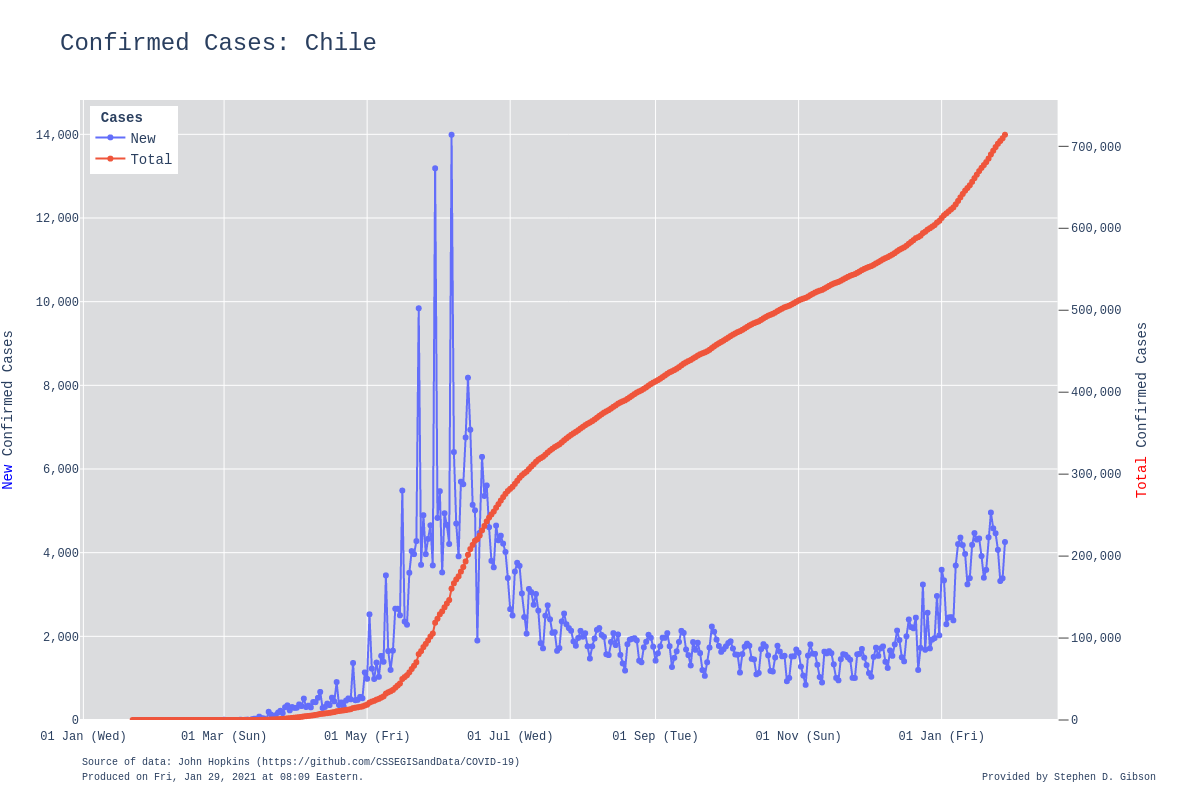 Confirmed Cases: Chile
Cases
New
Total
14,000
12,000
10,000
8,000
6,000
4,000
2,000
0
New Confirmed Cases
700,000
600,000
500,000
400,000
300,000
200,000
100,000
0
Total Confirmed Cases
01 Jan (Wed) 01 Mar (Sun) 01 May (Fri) 01 Jul (Wed) 01 Sep (Tue) 01 Nov (Sun) 01 Jan (Fri)
Source of data: John Hopkins (https://github.com/CSSEGISandData/COVID-19)
Produced on Fri, Jan 29, 2021 at 08:09 Eastern.
Provided by Stephen D. Gibson